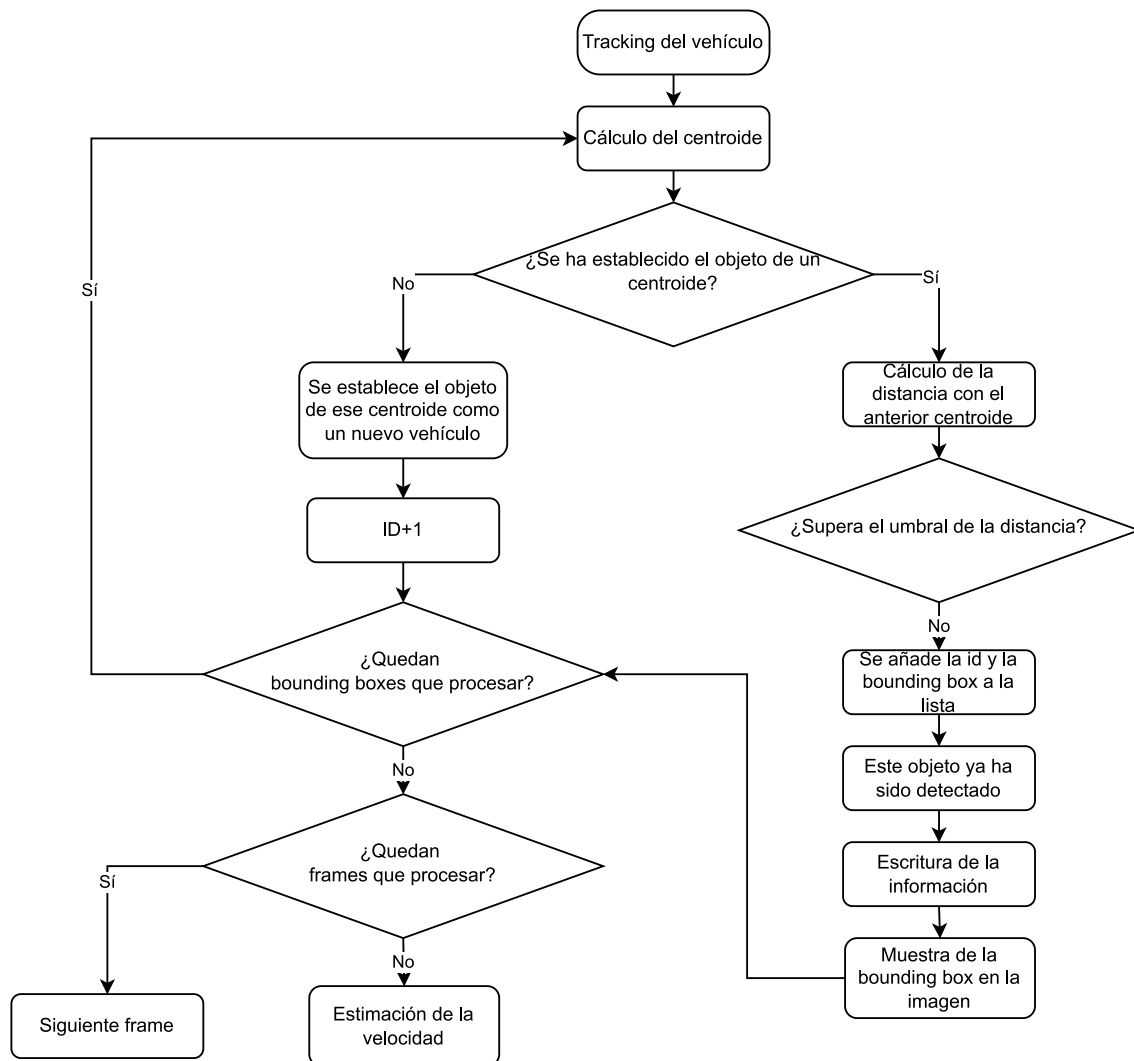 Tracking del vehículo
Cálculo del centroide
¿Se ha establecido el objeto de un
centroide?
No
Sí
Sí
Se establece el objeto
de ese centroide como
un nuevo vehículo
Cálculo de la
distancia con el
anterior centroide
ID+1
¿Supera el umbral de la distancia?
No
¿Quedan
bounding boxes que procesar?
Se añade la id y la
bounding box a la
lista
No
Este objeto ya ha
sido detectado
¿Quedan
frames que procesar?
Sí
Escritura de la
información
No
Muestra de la
bounding box en la
imagen
Siguiente frame
Estimación de la
velocidad